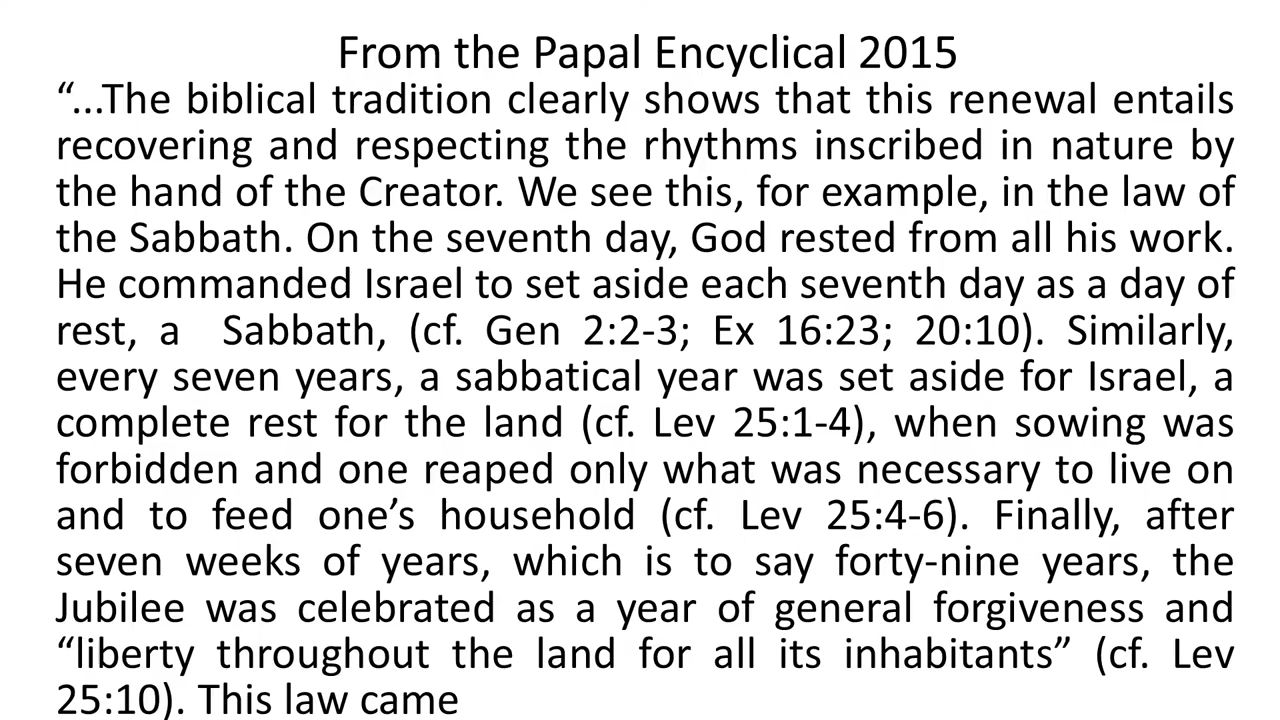 From the Papal Encyclical 2015
“...The biblical tradition clearly shows that this renewal entails
recovering and respecting the rhythms inscribed in nature by
the hand of the Creator. We see this, for example, in the law of
the Sabbath. On the seventh day, God rested from all his work.
He commanded Israel to set aside each seventh day as a day of
rest, a Sabbath, (cf. Gen 2:2-3; Ex 16:23; 20:10). Similarly,
every seven years, a sabbatical year was set aside for Israel, a
complete rest for the land (cf. Lev 25:1-4), when sowing was
forbidden and one reaped only what was necessary to live on
and to feed one’s household (cf. Lev 25:4-6). Finally, after
seven weeks of years, which is to say forty-nine years, the
Jubilee was celebrated as a year of general forgiveness and
“liberty throughout the land for all its inhabitants” (cf. Lev
25:10). This law came